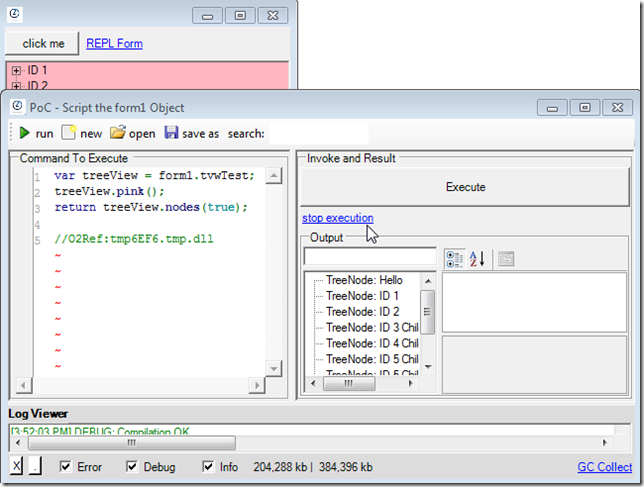 click me REPL Form
ID 1
ID 2
PoC - Script the form1 Object
run new open save as search:
Command To Execute
1 var treeView = form1.tvwTest;
2 treeView.pink();
3 return treeView.nodes(true);
4
5 //O2Ref:tmp6EF6.tmp.dll
~
~
~
~
~
~
~
Invoke and Result
Execute
stop execution
Output
TreeNode: Hello
TreeNode: ID 1
TreeNode: ID 2
TreeNode: ID 3 Chil
TreeNode: ID 4 Chil
TreeNode: ID 5 Chil
TreeNode: ID 5 Chil
Log Viewer
[3:52:03 PM] DEBUG: Compilation OK
X . Error Debug Info 204,288 kb | 384,396 kb GC Collect